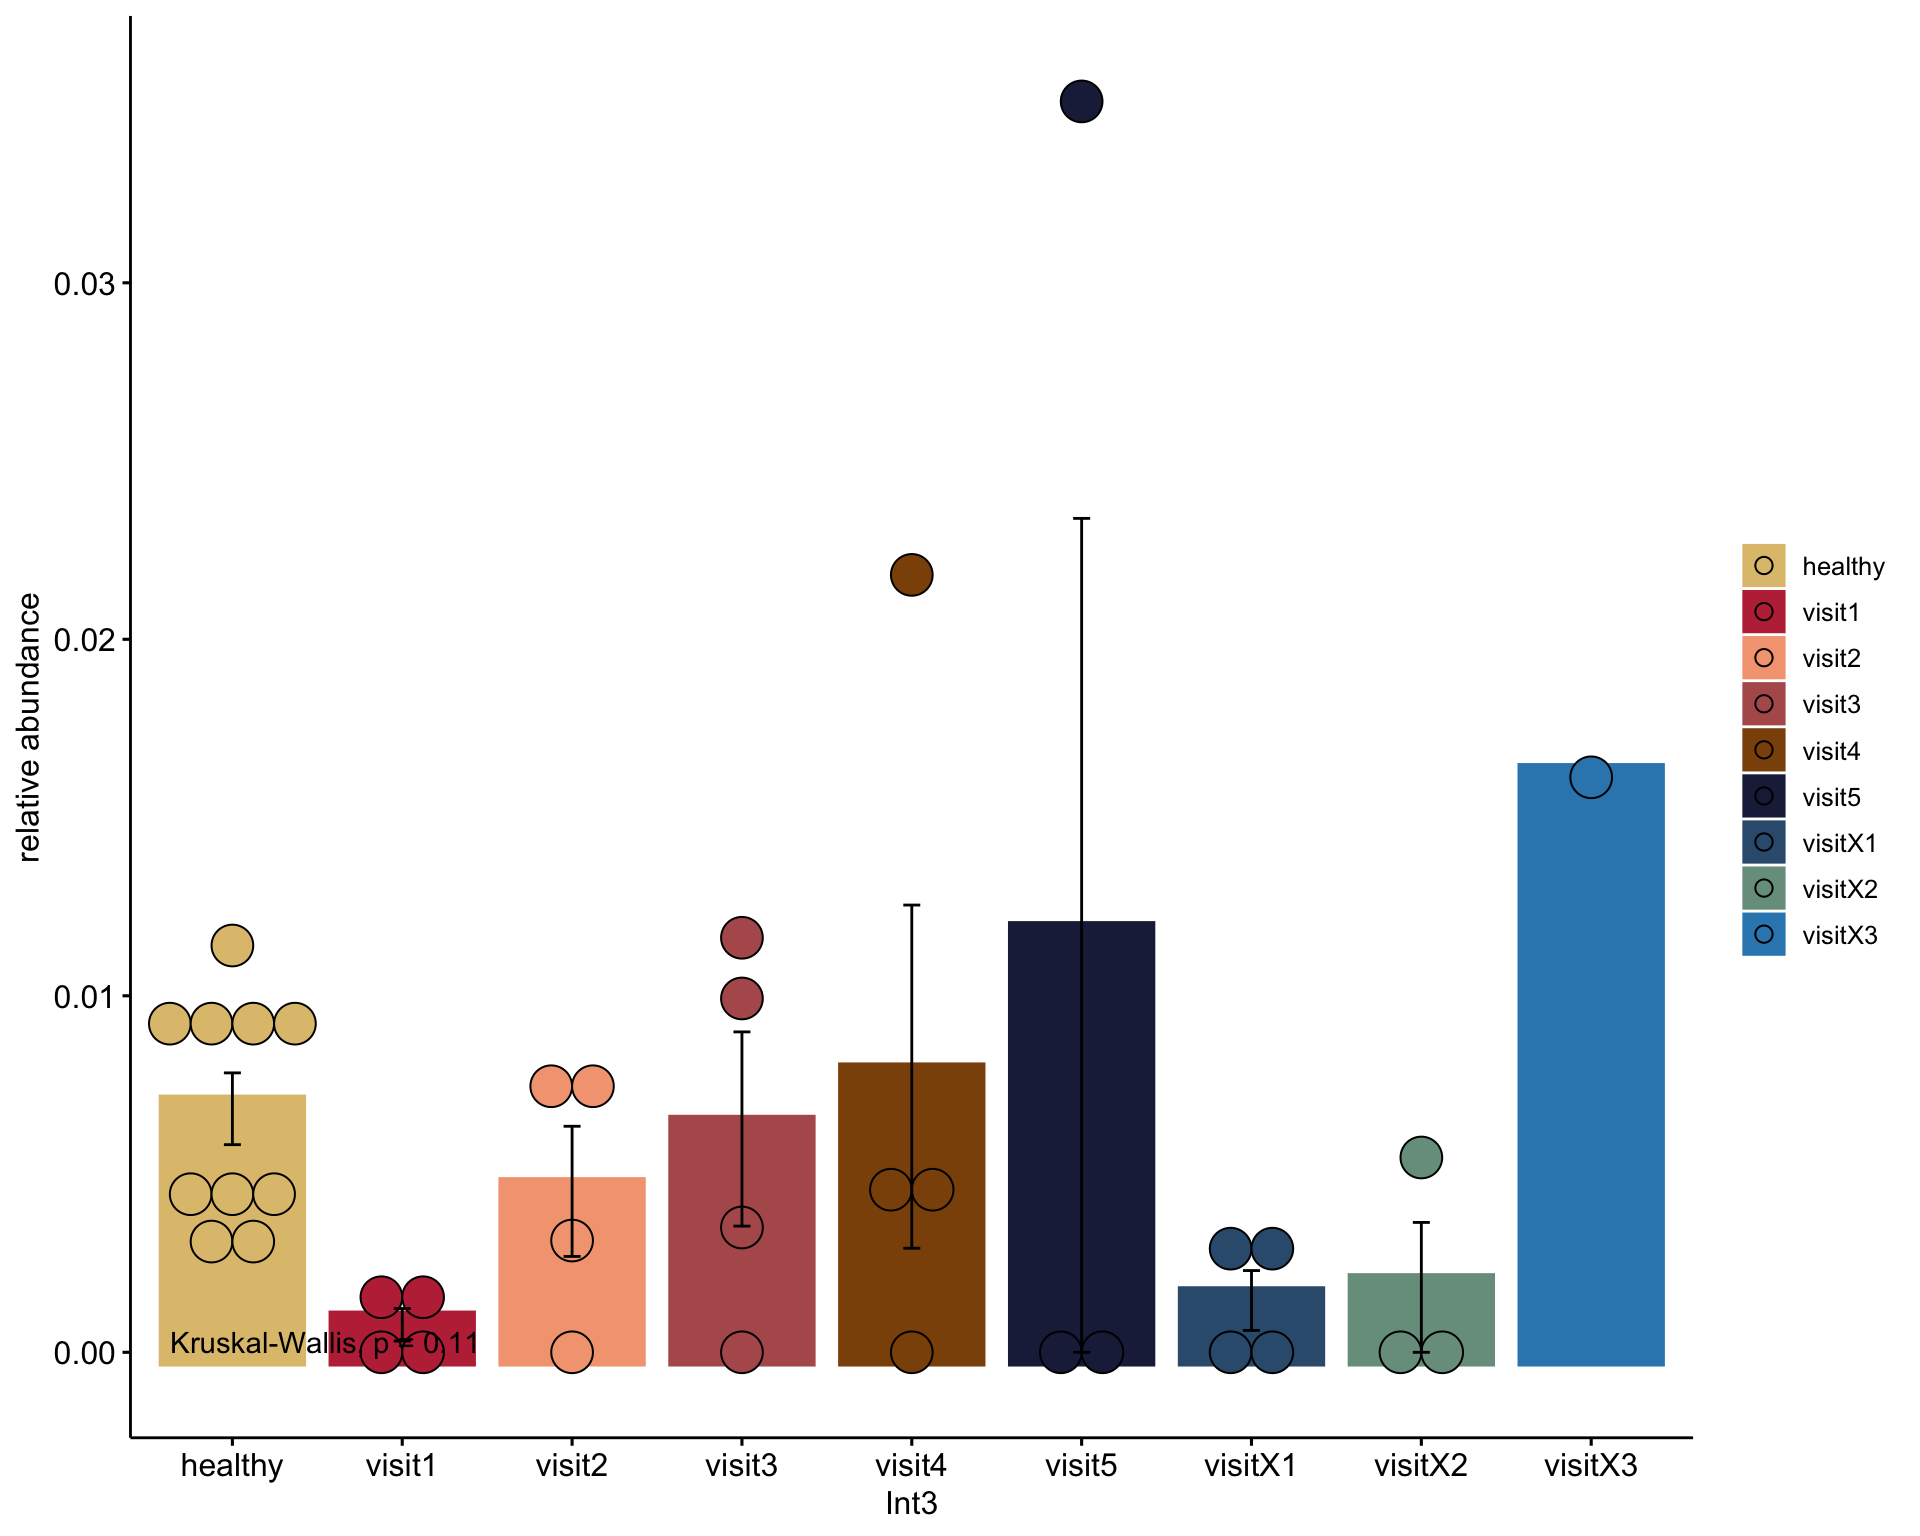 0.03
0.02
0.01
0.00
relative abundance
Kruskal-Wallis, p = 0.11
healthy
visit1
visit2
visit3
visit4
visit5
visitX1
visitX2
visitX3
Int3
healthy
visit1
visit2
visit3
visit4
visit5
visitX1
visitX2
visitX3